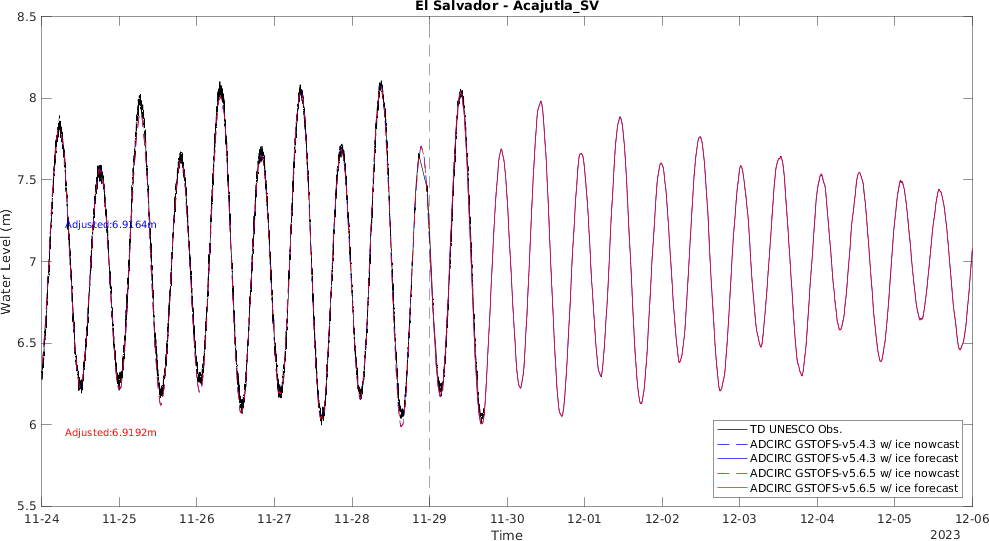 El Salvador - Acajutla_SV
8.5
8
7.5
7
6.5
6
5.5
Water Level (m)
Adjusted:6.9164m
Adjusted:6.9192m
TD UNESCO Obs.
ADCIRC GSTOFS-v5.4.3 w/ ice nowcast
ADCIRC GSTOFS-v5.4.3 w/ ice forecast
ADCIRC GSTOFS-v5.6.5 w/ ice nowcast
ADCIRC GSTOFS-v5.6.5 w/ ice forecast
11-24 11-25 11-26 11-27 11-28 11-29 11-30 12-01 12-02 12-03 12-04 12-05 12-06
Time
2023